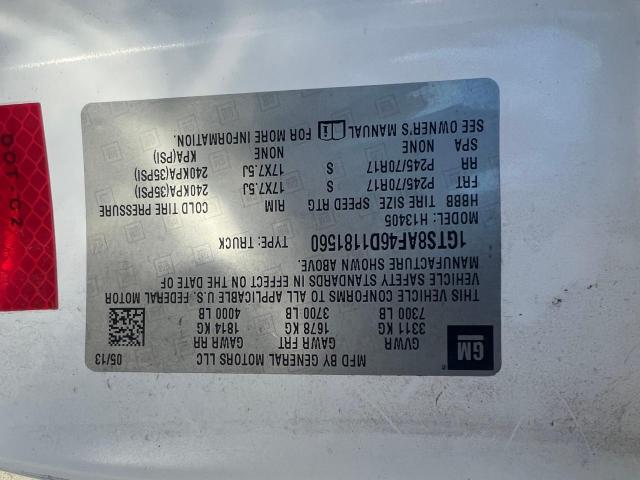 GM
MFD BY GENERAL MOTORS LLC 05/13
GVWR GAWR FRT GAWR RR
3311 KG 1678 KG 1814 KG
7300 LB 3700 LB 4000 LB
THIS VEHICLE CONFORMS TO ALL APPLICABLE U.S. FEDERAL MOTOR
VEHICLE SAFETY STANDARDS IN EFFECT ON THE DATE OF
MANUFACTURE SHOWN ABOVE.
1GTS8AF46D1181560 TYPE: TRUCK
MODEL: H13405
HBBB TIRE SIZE SPEED RTG RIM COLD TIRE PRESSURE
FRT P245/70R17 S 17X7.5J 240KPA(35PSI)
RR P245/70R17 S 17X7.5J 240KPA(35PSI)
SPA NONE NONE KPA(PSI)
SEE OWNER'S MANUAL FOR MORE INFORMATION.
DOT-C2